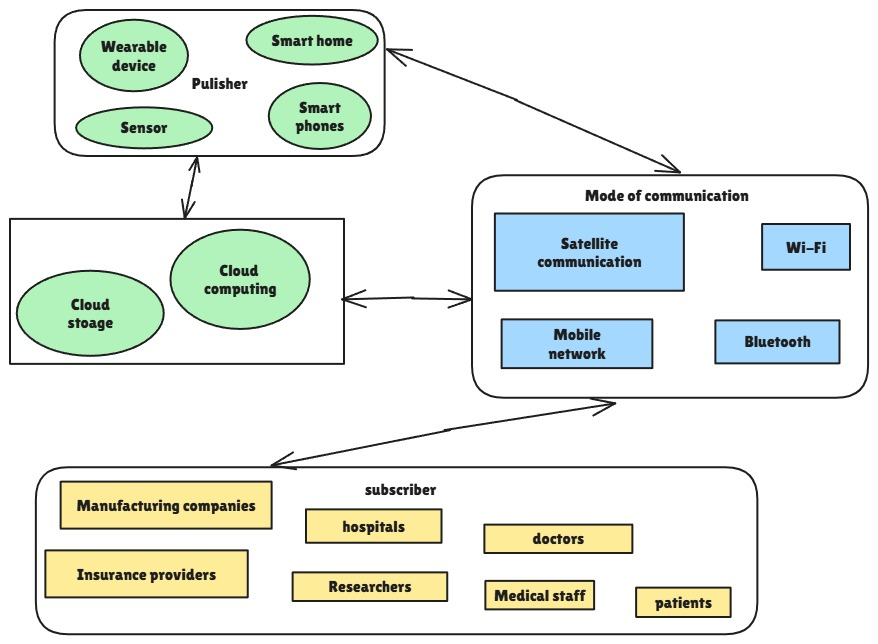 Wearable
device
Smart home
Pulisher
Sensor
Smart
phones
Cloud
stoage
Cloud
computing
Mode of communication
Satellite
communication
Wi-Fi
Mobile
network
Bluetooth
subscriber
Manufacturing companies
hospitals
doctors
Insurance providers
Researchers
Medical staff
patients